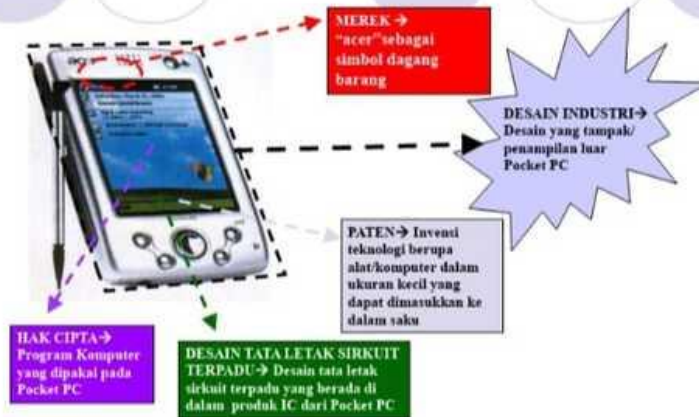 MEREK →
“acer”sebagai
simbol dagang
barang
DESAIN INDUSTRI→
Desain yang tampak/
penampilan luar
Pocket PC
PATEN→ Invensi
teknologi berupa
alat/komputer dalam
ukuran kecil yang
dapat dimasukkan ke
dalam saku
HAK CIPTA→
Program Komputer
yang dipakai pada
Pocket PC
DESAIN TATA LETAK SIRKUIT
TERPADU→ Desain tata letak
sirkuit terpadu yang berada di
dalam produk IC dari Pocket PC